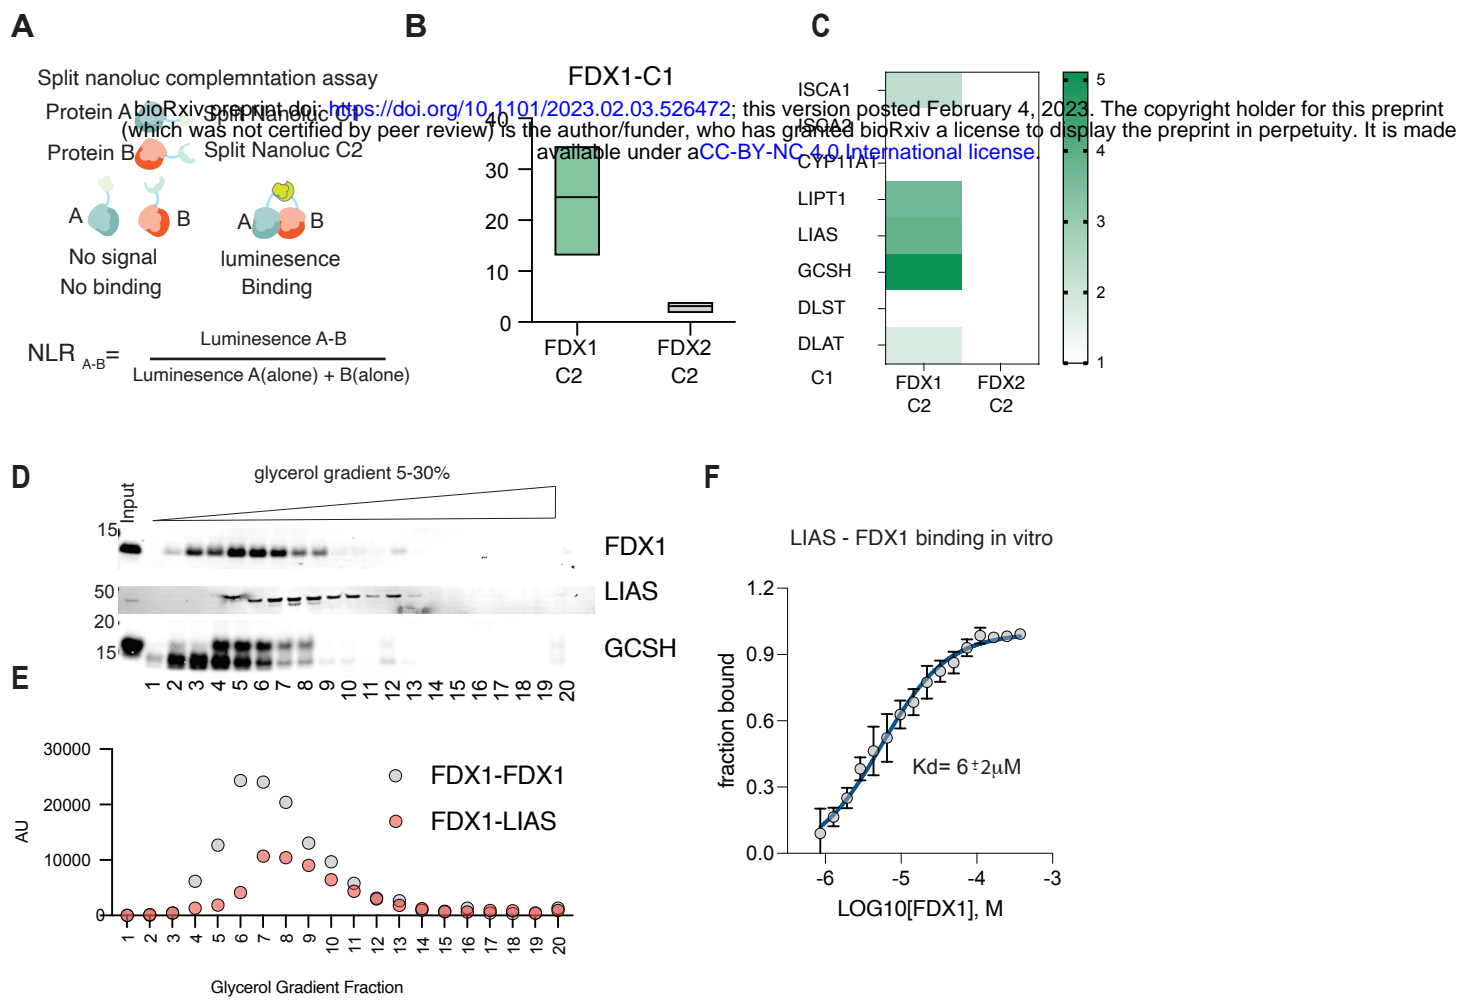 A
Split nanoluc complemntation assay
Protein A
Split Nanoluc C1
Protein B
Split Nanoluc C2
bioRxiv preprint doi: https://doi.org/10.1101/2023.02.03.526472; this version posted February 4, 2023. The copyright holder for this preprint
(which was not certified by peer review) is the author/funder, who has granted bioRxiv a license to display the preprint in perpetuity. It is made
available under aCC-BY-NC 4.0 International license.
A B A B
No signal
No binding
luminesence
Binding
NLR A-B=
Luminesence A-B
Luminesence A(alone) + B(alone)
B
FDX1-C1
40
30
20
10
0
FDX1
C2
FDX2
C2
C
ISCA1
ISCA2
CYP11A1
LIPT1
LIAS
GCSH
DLST
DLAT
C1
FDX1
C2
FDX2
C2
5
4
3
2
1
D
Input
glycerol gradient 5-30%
15
FDX1
50
LIAS
20
15
GCSH
1 2 3 4 5 6 7 8 9 10 11 12 13 14 15 16 17 18 19 20
E
30000
20000
10000
0
AU
FDX1-FDX1
FDX1-LIAS
1 2 3 4 5 6 7 8 9 10 11 12 13 14 15 16 17 18 19 20
Glycerol Gradient Fraction
F
LIAS - FDX1 binding in vitro
1.2
0.9
0.6
0.3
0.0
fraction bound
Kd= 6±2μM
-6 -5 -4 -3
LOG10[FDX1], M